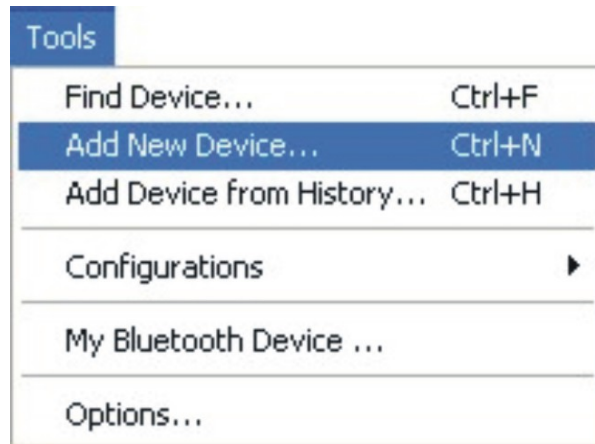 Tools
Find Device... Ctrl+F
Add New Device... Ctrl+N
Add Device from History... Ctrl+H
Configurations
My Bluetooth Device ...
Options...